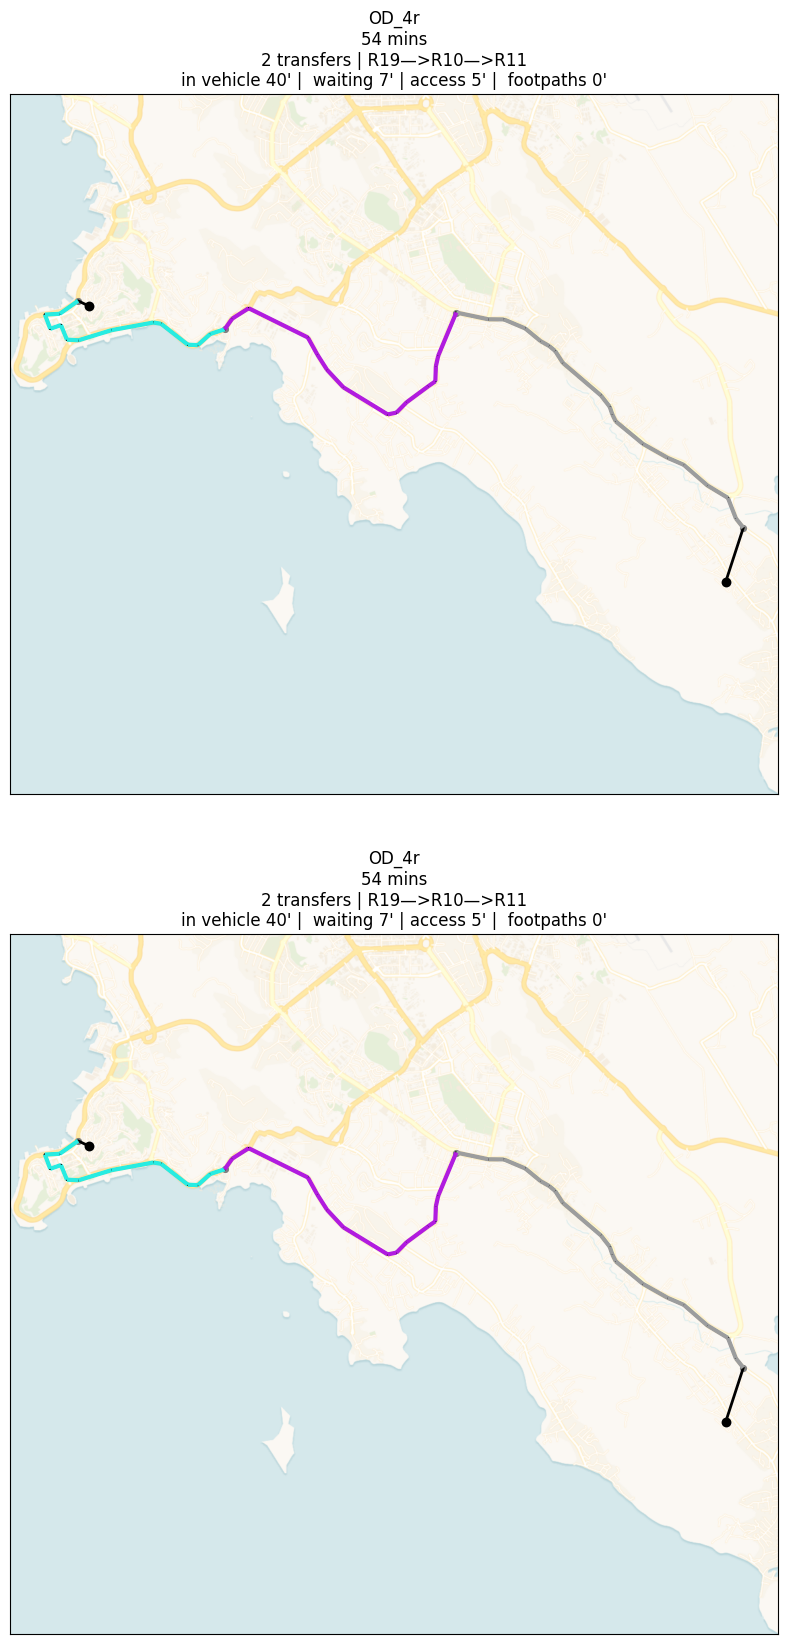 OD_4r
54 mins
2 transfers | R19—>R10—>R11
in vehicle 40' |  waiting 7' | access 5' |  footpaths 0'
OD_4r
54 mins
2 transfers | R19—>R10—>R11
in vehicle 40' |  waiting 7' | access 5' |  footpaths 0'